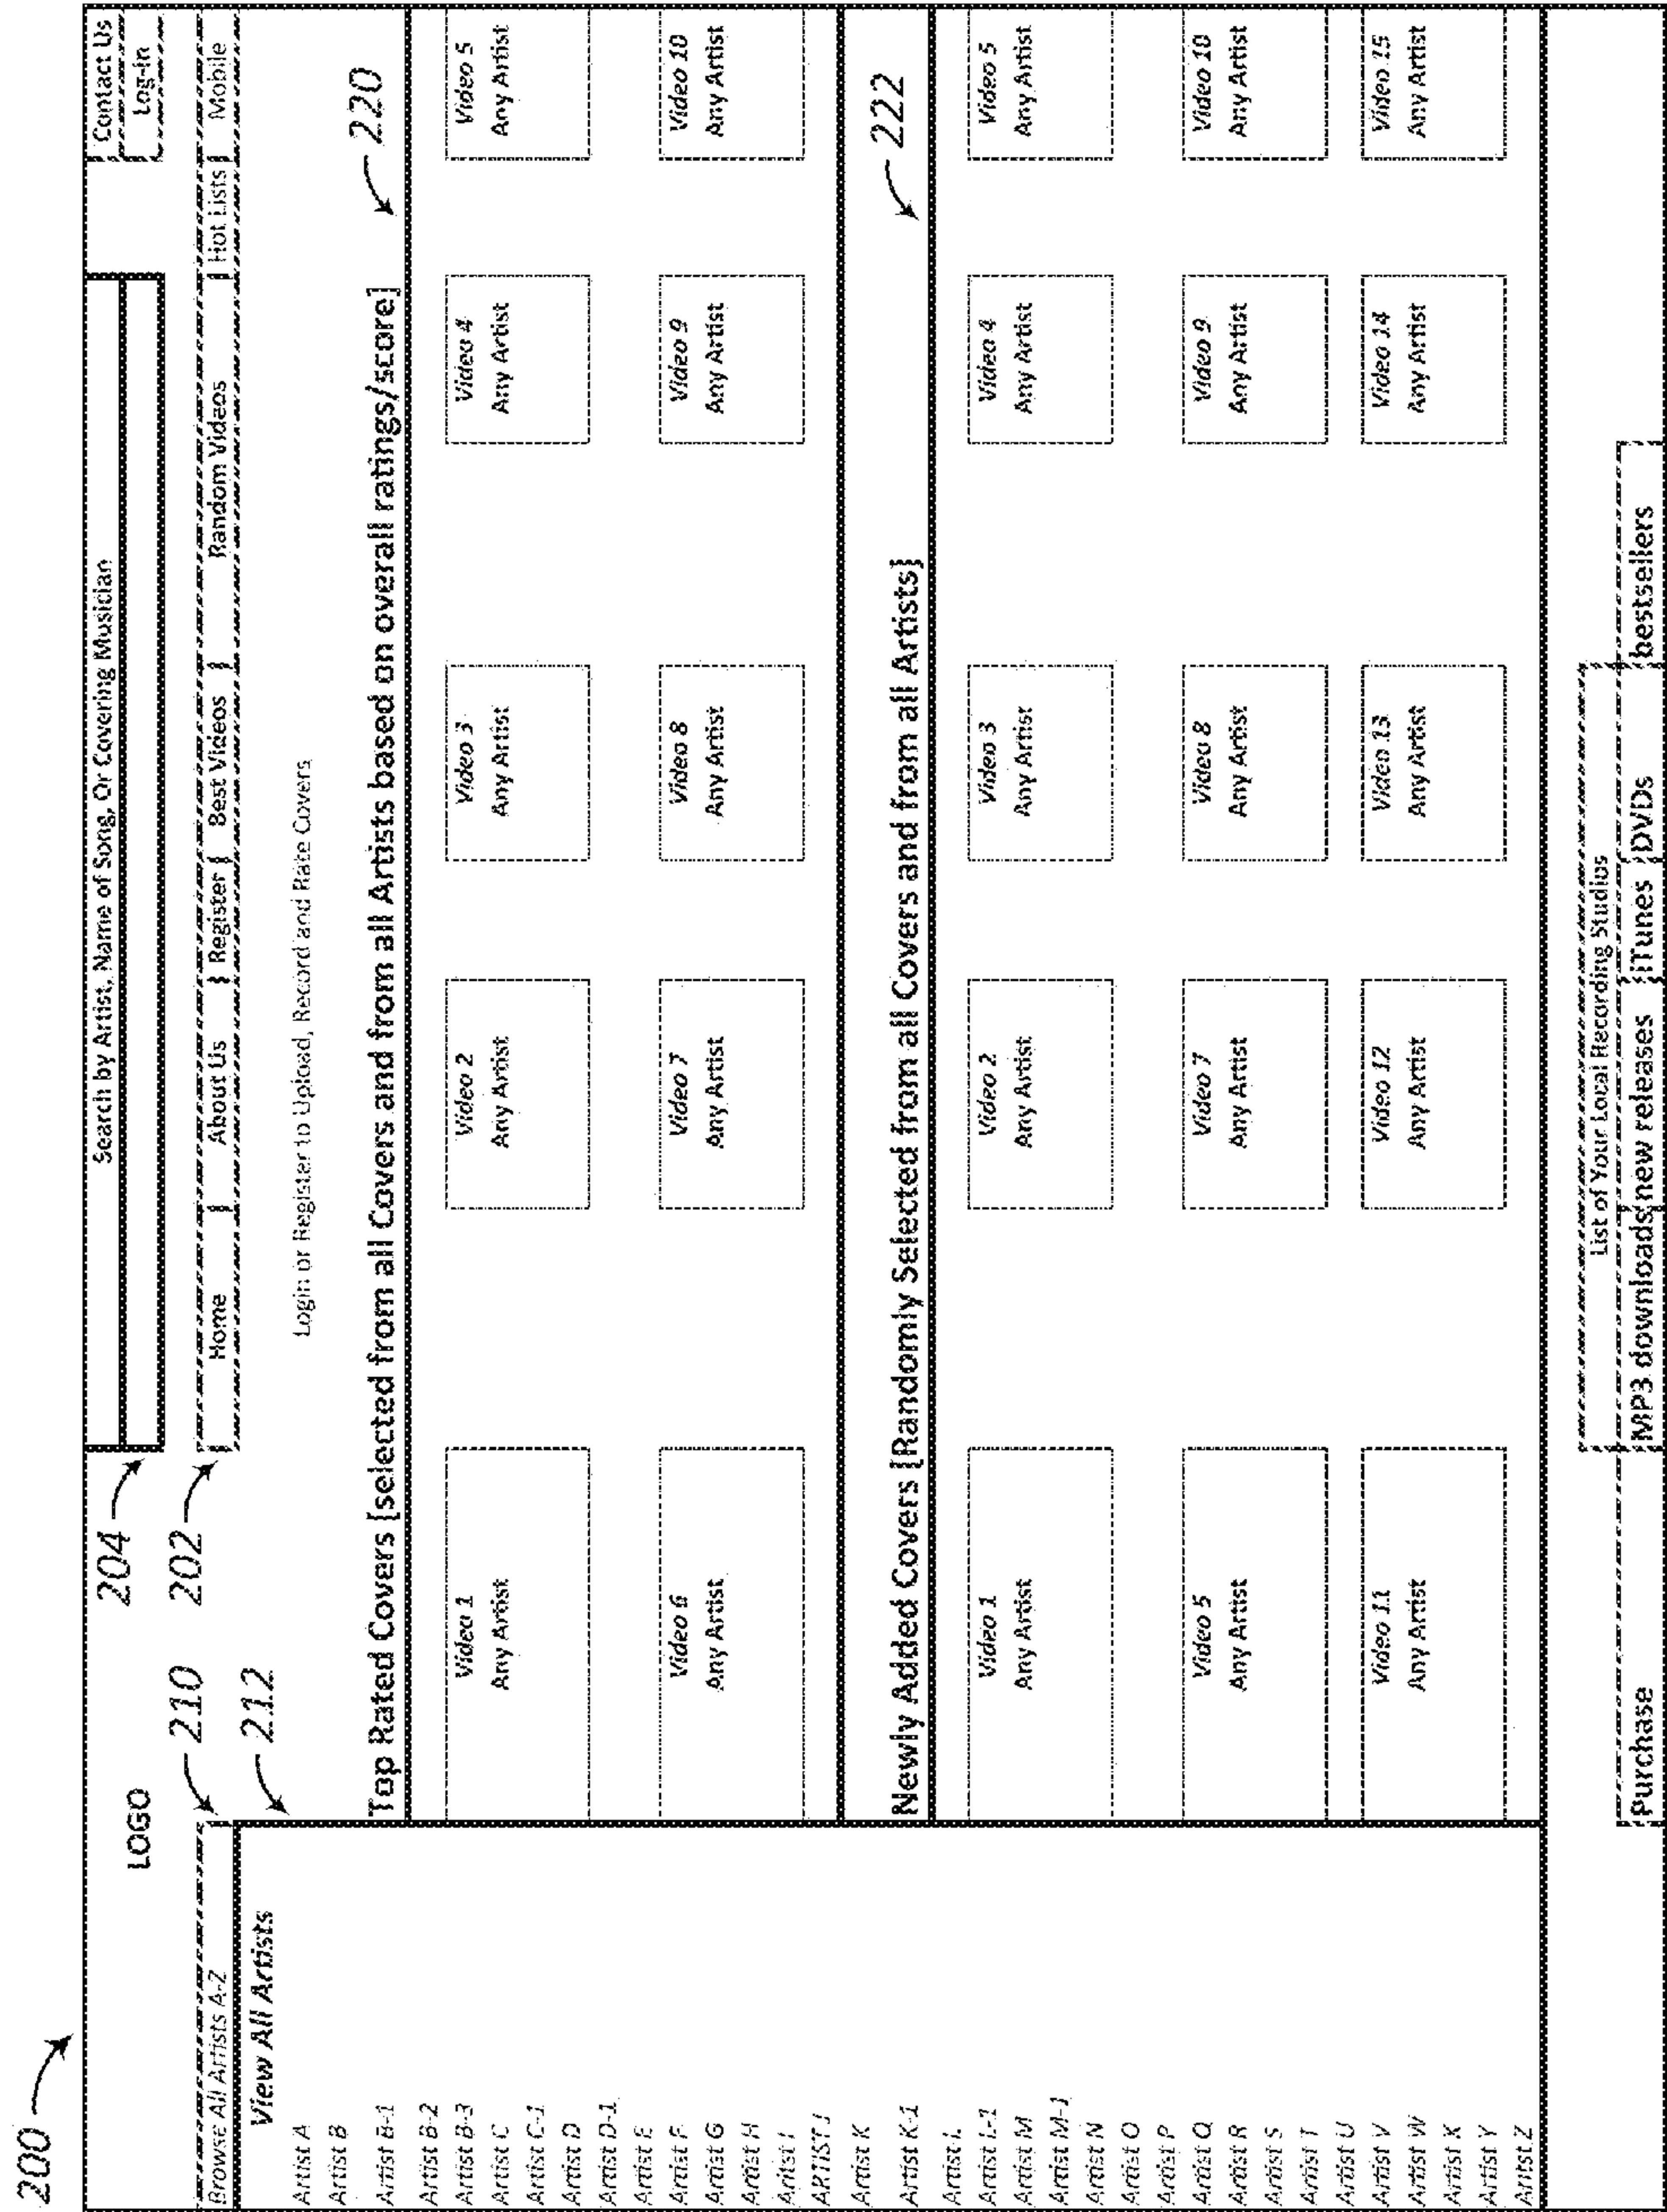 200
LOGO
204
Search by Artist, Name of Song, Or Covering Musician
Contact Us
Log-in
210
202
Browse All Artists A-Z
Home
About Us
Register
Best Videos
Random Videos
Hot Lists
Mobile
212
View All Artists
Artist A
Artist B
Artist B-1
Artist B-2
Artist B-3
Artist C
Artist C-1
Artist D
Artist D-1
Artist E
Artist F
Artist G
Artist H
Aritst I
ARTIST J
Artist K
Artist K-1
Artist L
Artist L-1
Artist M
Artist M-1
Artist N
Artist O
Artist P
Artist Q
Artist R
Artist S
Artist T
Artist U
Artist V
Artist W
Artist K
Artist Y
Artist Z
Login or Register to Upload, Record and Rate Covers
220
Top Rated Covers [selected from all Covers and from all Artists based on overall ratings/score]
Video 1
Any Artist
Video 2
Any Artist
Video 3
Any Artist
Video 4
Any Artist
Video 5
Any Artist
Video 6
Any Artist
Video 7
Any Artist
Video 8
Any Artist
Video 9
Any Artist
Video 10
Any Artist
222
Newly Added Covers [Randomly Selected from all Covers and from all Artists]
Video 1
Any Artist
Video 2
Any Artist
Video 3
Any Artist
Video 4
Any Artist
Video 5
Any Artist
Video 5
Any Artist
Video 7
Any Artist
Video 8
Any Artist
Video 9
Any Artist
Video 10
Any Artist
Video 11
Any Artist
Video 12
Any Artist
Video 13
Any Artist
Video 14
Any Artist
Video 15
Any Artist
List of Your Local Recording Studios
Purchase
MP3 downloads
new releases
iTunes
DVDs
bestsellers